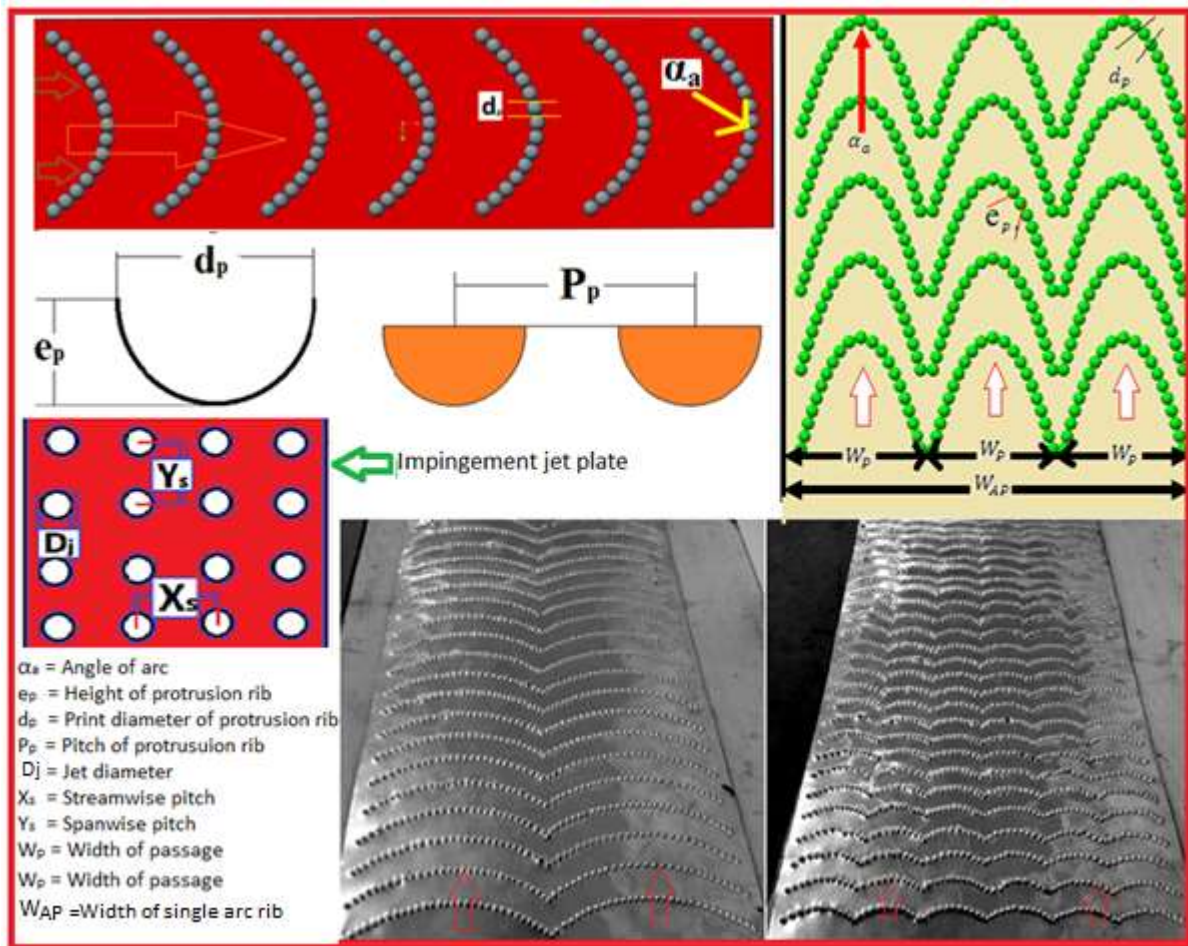 αa
d
dp
αa
ep
dp
Pp
ep
Wp Wp Wp
WAP
Impingement jet plate
Ys
Dj
Xs
αa = Angle of arc
ep = Height of protrusion rib
dp = Print diameter of protrusion rib
Pp = Pitch of protrusuion rib
Dj = Jet diameter
Xs = Streamwise pitch
Ys = Spanwise pitch
Wp = Width of passage
Wp = Width of passage
WAP =Width of single arc rib